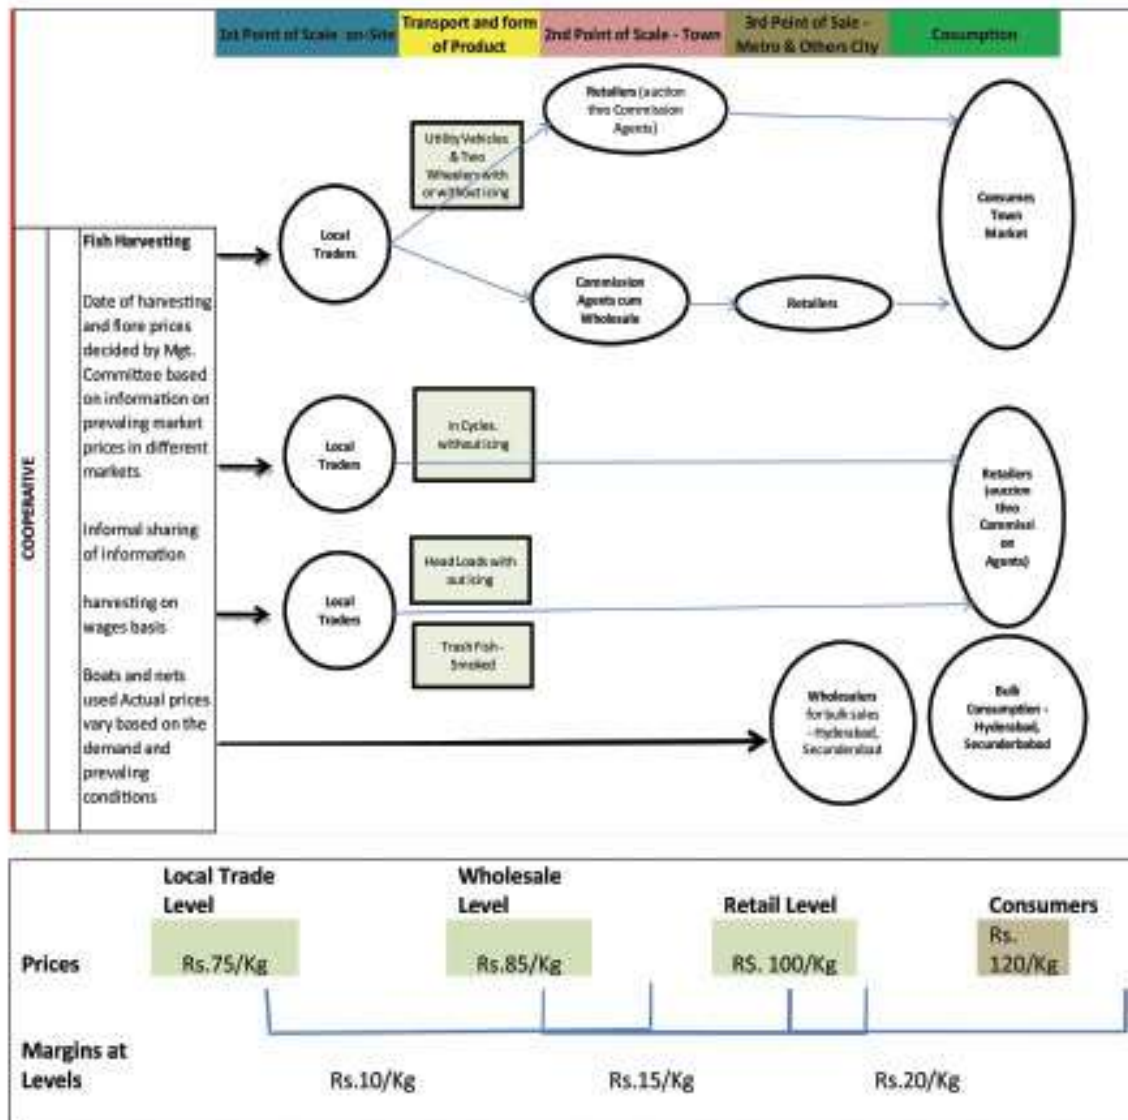 1st Point of Scale on-Site
Transport and form
of Product
2nd Point of Scale - Town
3rd Point of Sale -
Metro & Others City
Cosumption
Retailers (auction
thro Commission
Agents)
Utility Vehicles
& Two
Wheelers with
or without icing
Local
Traders
Consumes
Town
Market
Commission
Agents cum
Wholesale
Retailers
COOPERATIVE
Fish Harvesting
Date of harvesting
and flore prices
decided by Mgt.
Committee based
on information on
prevaling market
prices in different
markets.
Informal sharing
of information
harvesting on
wages basis
Boats and nets
used Actual prices
vary based on the
demand and
prevaling
conditions
Local
Traders
In Cycles.
without icing
Retailers
(auction
thro
Commissi
on
Agents)
Local
Traders
Head Loads with
out icing
Trash Fish -
Smoked
Wholesalers
for bulk sales
- Hyderabad,
Bulk
Consumption -
Hyderabad,
Secunderbabad
Local Trade
Level
Wholesale
Level
Retail Level
Consumers
Prices
Rs.75/Kg
Rs.85/Kg
RS. 100/Kg
Rs.
120/Kg
Margins at
Levels
Rs.10/Kg
Rs.15/Kg
Rs.20/Kg